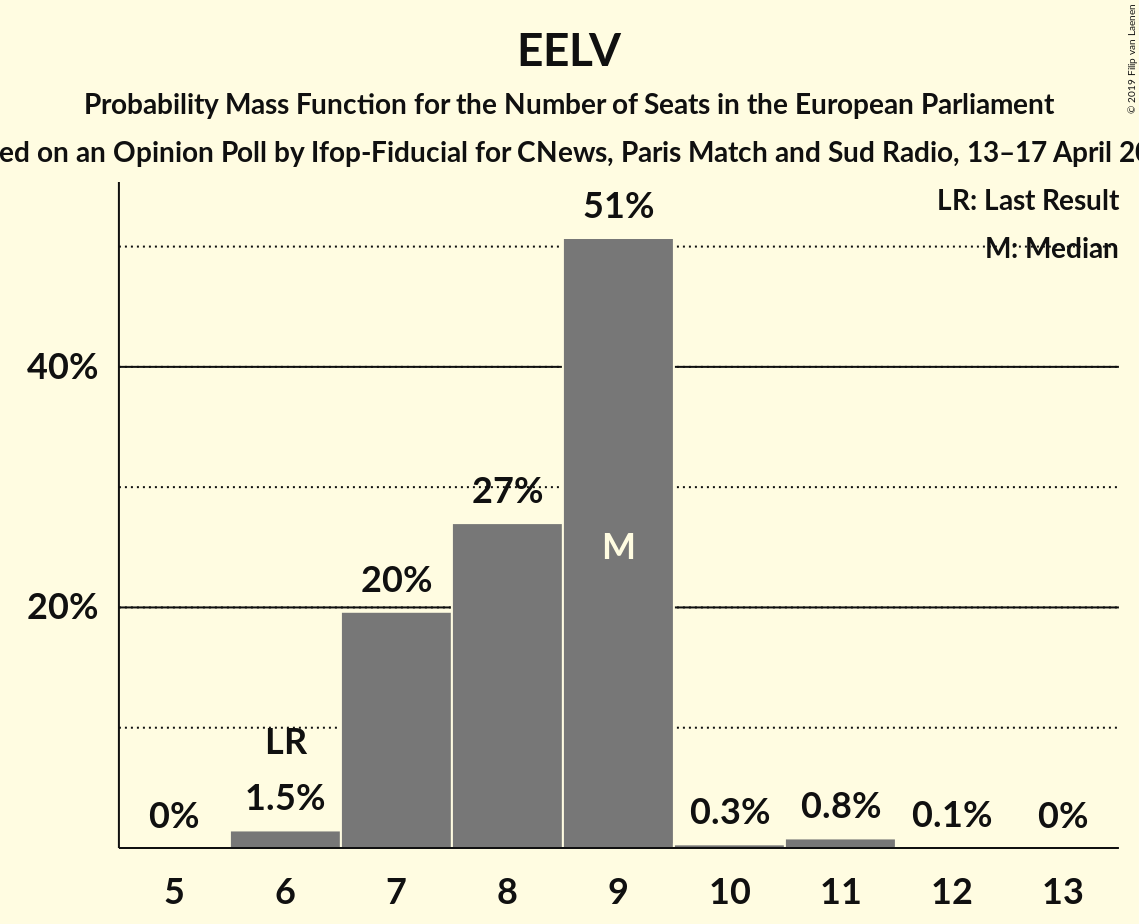 EELV
Probability Mass Function for the Number of Seats in the European Parliament
ed on an Opinion Poll by Ifop-Fiducial for CNews, Paris Match and Sud Radio, 13–17 April 20
© 2019 Filip van Laenen
LR: Last Result
M: Median
51%
40%
27%
M
20%
20%
LR
1.5%
0%
0.3%
0.8%
0.1%
0%
5 6 7 8 9 10 11 12 13